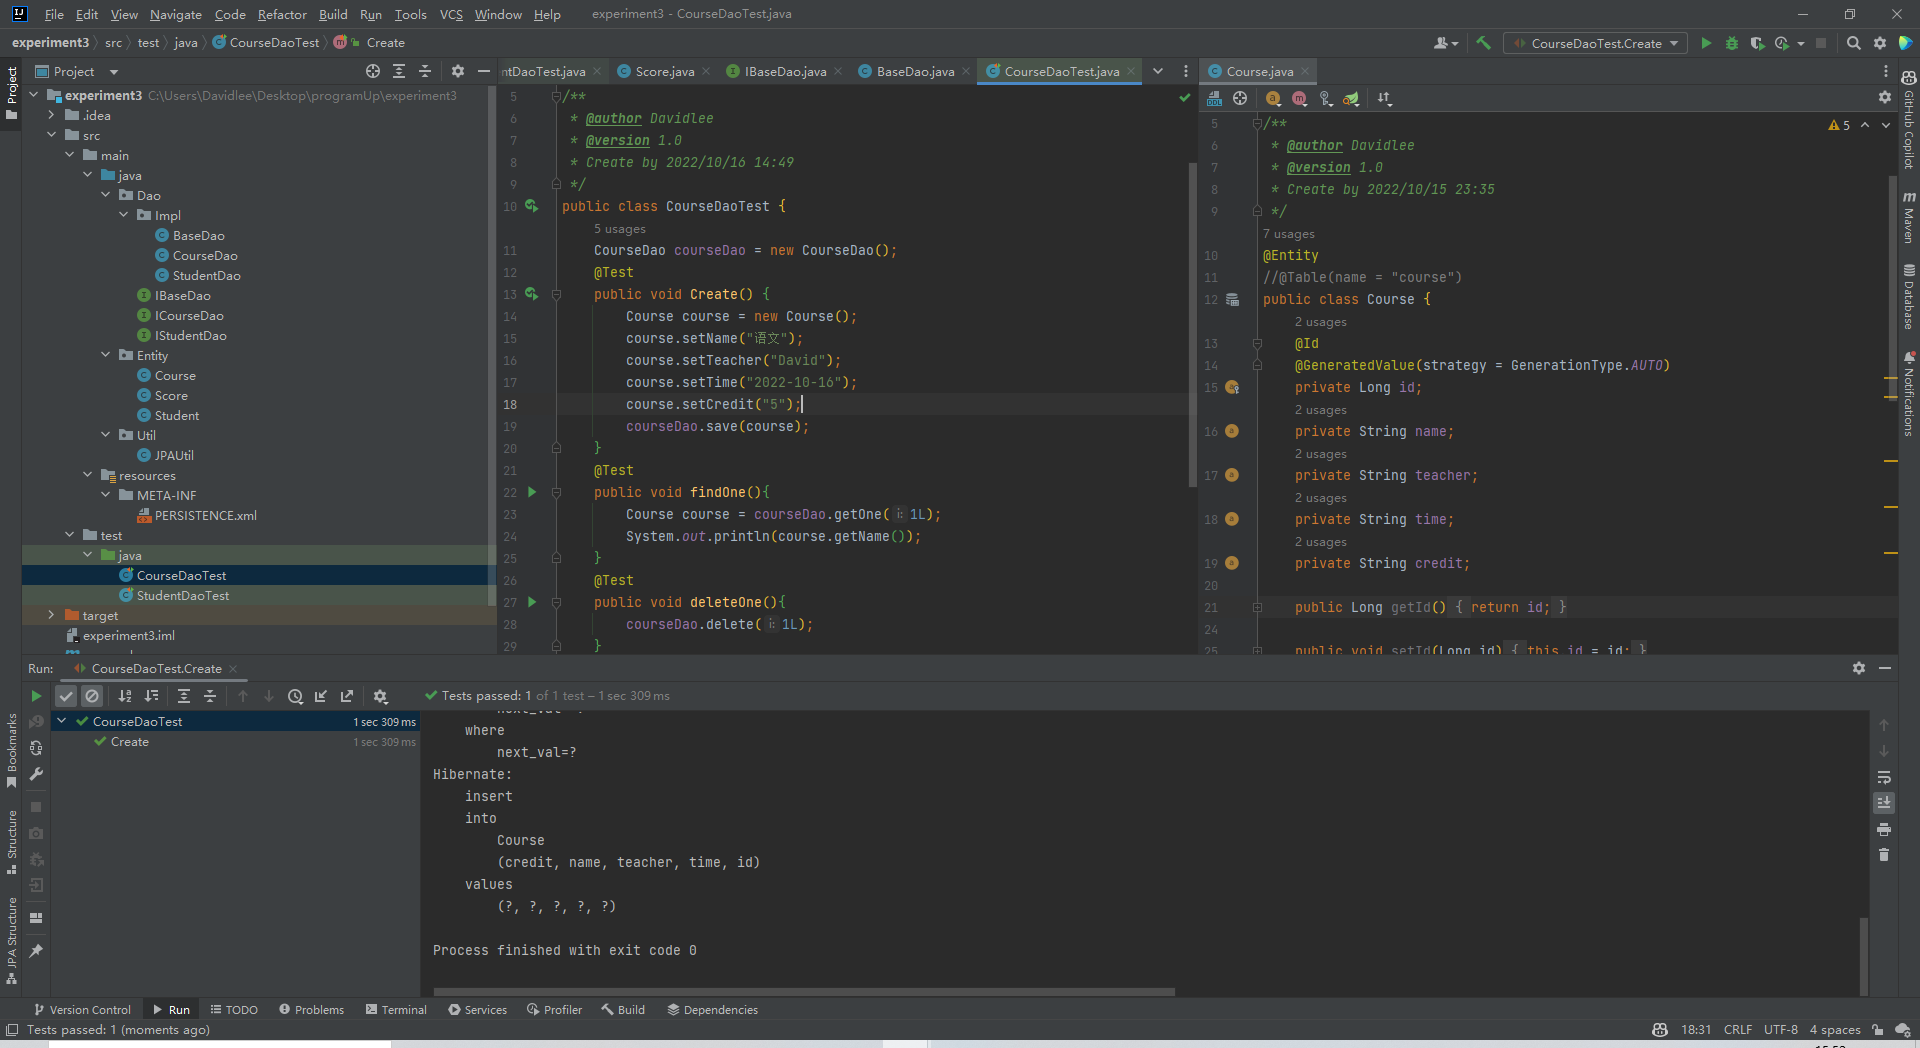 File Edit View Navigate Code Refactor Build Run Tools VCS Window Help experiment3 - CourseDaoTest.java
experiment3 src test java CourseDaoTest Create
CourseDaoTest.Create
Project
ntDaoTest.java Score.java IBaseDao.java BaseDao.java CourseDaoTest.java
Course.java
experiment3 C:\Users\Davidlee\Desktop\programUp\experiment3
.idea
src
main
java
Dao
Impl
BaseDao
CourseDao
StudentDao
IBaseDao
ICourseDao
IStudentDao
Entity
Course
Score
Student
Util
JPAUtil
resources
META-INF
PERSISTENCE.xml
test
java
CourseDaoTest
StudentDaoTest
target
experiment3.iml
5 /**
6 * @author Davidlee
7 * @version 1.0
8 * Create by 2022/10/16 14:49
9 */
10 public class CourseDaoTest {
5 usages
11 CourseDao courseDao = new CourseDao();
12 @Test
13 public void Create() {
14 Course course = new Course();
15 course.setName("语文");
16 course.setTeacher("David");
17 course.setTime("2022-10-16");
18 course.setCredit("5");
19 courseDao.save(course);
20 }
21 @Test
22 public void findOne(){
23 Course course = courseDao.getOne( i: 1L);
24 System.out.println(course.getName());
25 }
26 @Test
27 public void deleteOne(){
28 courseDao.delete( i: 1L);
29 }
5 /**
5
6 * @author Davidlee
7 * @version 1.0
8 * Create by 2022/10/15 23:35
9 */
7 usages
10 @Entity
11 //@Table(name = "course")
12 public class Course {
2 usages
13 @Id
14 @GeneratedValue(strategy = GenerationType.AUTO)
15 private Long id;
2 usages
16 private String name;
2 usages
17 private String teacher;
2 usages
18 private String time;
2 usages
19 private String credit;
20
21 public Long getId() { return id; }
24
25 public void setId(Long id) { this.id = id; }
Project
Bookmarks
Structure
JPA Structure
GitHub Copilot
Maven
Database
Notifications
Run: CourseDaoTest.Create
Tests passed: 1 of 1 test – 1 sec 309 ms
CourseDaoTest 1 sec 309 ms
Create 1 sec 309 ms
where
next_val=?
Hibernate:
insert
into
Course
(credit, name, teacher, time, id)
values
(?, ?, ?, ?, ?)
Process finished with exit code 0
Version Control Run TODO Problems Terminal Services Profiler Build Dependencies
Tests passed: 1 (moments ago)
18:31 CRLF UTF-8 4 spaces